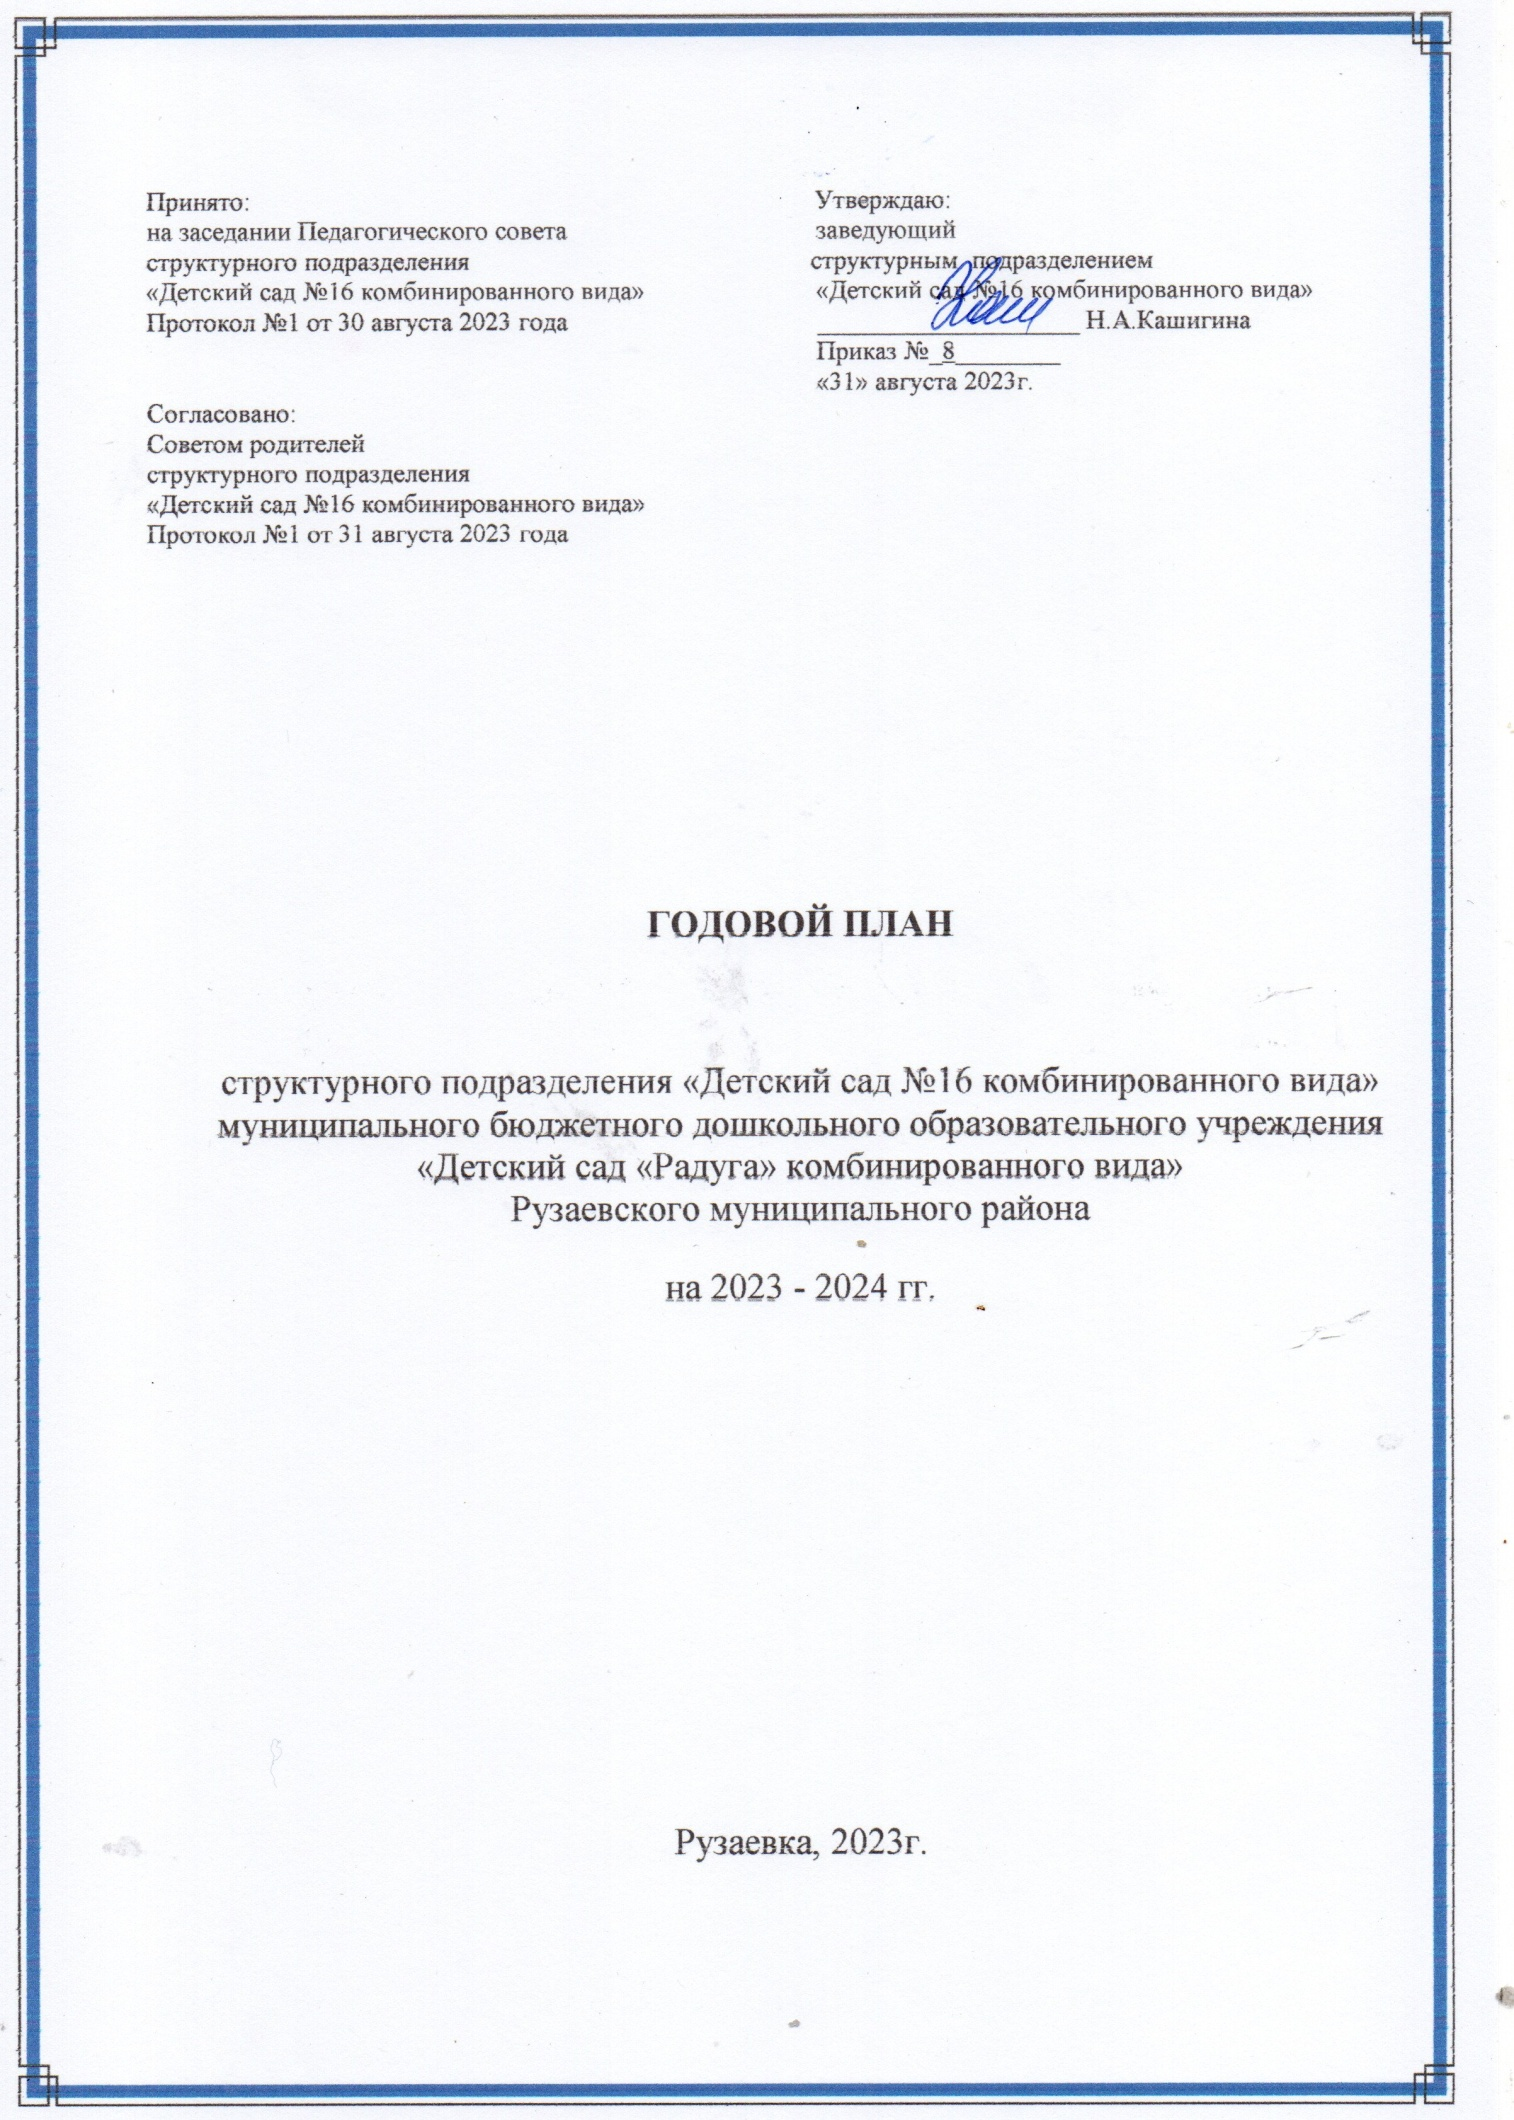 Принято:
на заседании Педагогического совета
структурного подразделения
«Детский сад №16 комбинированного вида»
Протокол №1 от 30 августа 2023 года
Согласовано:
Советом родителей
структурного подразделения
«Детский сад №16 комбинированного вида»
Протокол №1 от 31 августа 2023 года
Утверждаю:
заведующий
структурным подразделением
«Детский сад №16 комбинированного вида»
____________________ Н.А.Кашигина
Приказ №_8________
«31» августа 2023г.
ГОДОВОЙ ПЛАН
структурного подразделения «Детский сад №16 комбинированного вида»
муниципального бюджетного дошкольного образовательного учреждения
«Детский сад «Радуга» комбинированного вида»
Рузаевского муниципального района
на 2023 - 2024 гг.
Рузаевка, 2023г.